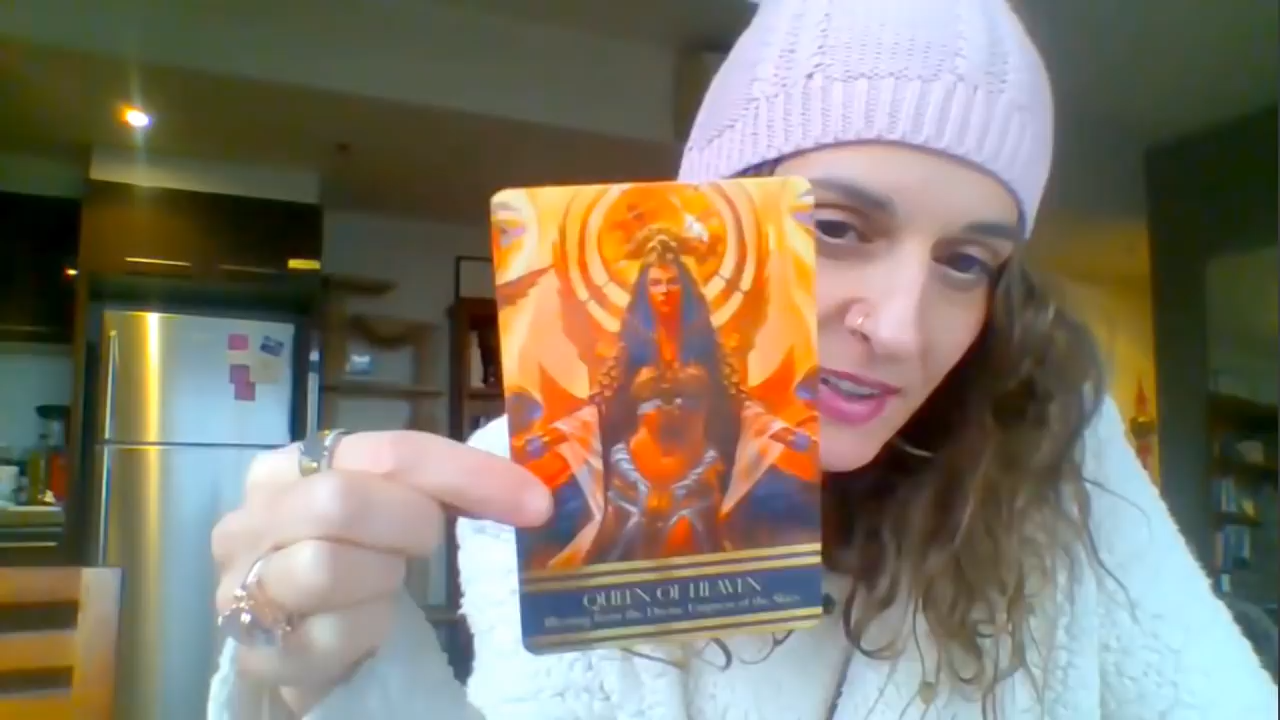 QUEEN OF HEAVEN
Blessing from the Divine Empress of the Skies